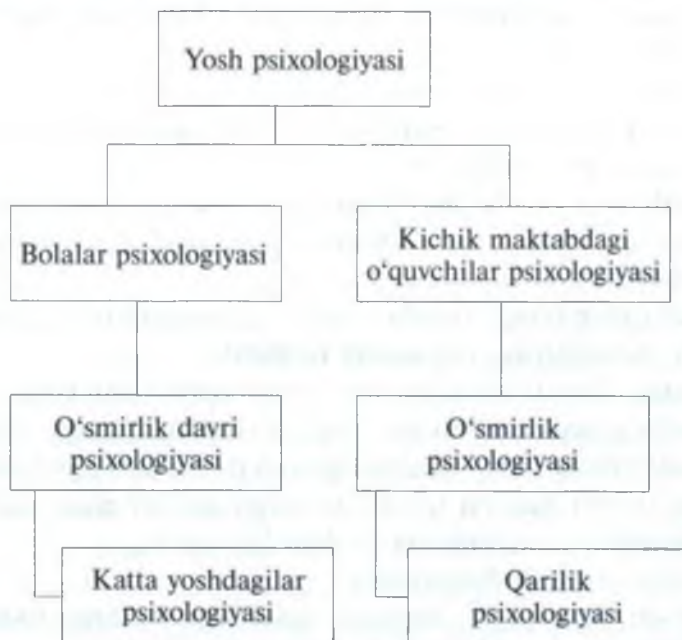 Yosh psixologiyasi
Bolalar psixologiyasi
Kichik maktabdagi
o‘quvchilar psixologiyasi
O‘smirlik davri
psixologiyasi
O‘smirlik
psixologiyasi
Katta yoshdagilar
psixologiyasi
Qarilik
psixologiyasi